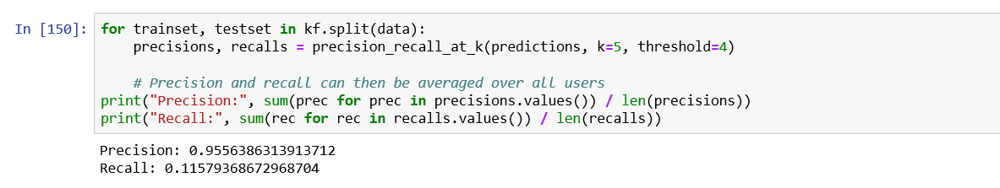 In [150]: for trainset, testset in kf.split(data):
    precisions, recalls = precision_recall_at_k(predictions, k=5, threshold=4)
    # Precision and recall can then be averaged over all users
print("Precision:", sum(prec for prec in precisions.values()) / len(precisions))
print("Recall:", sum(rec for rec in recalls.values()) / len(recalls))
Precision: 0.9556386313913712
Recall: 0.11579368672968704